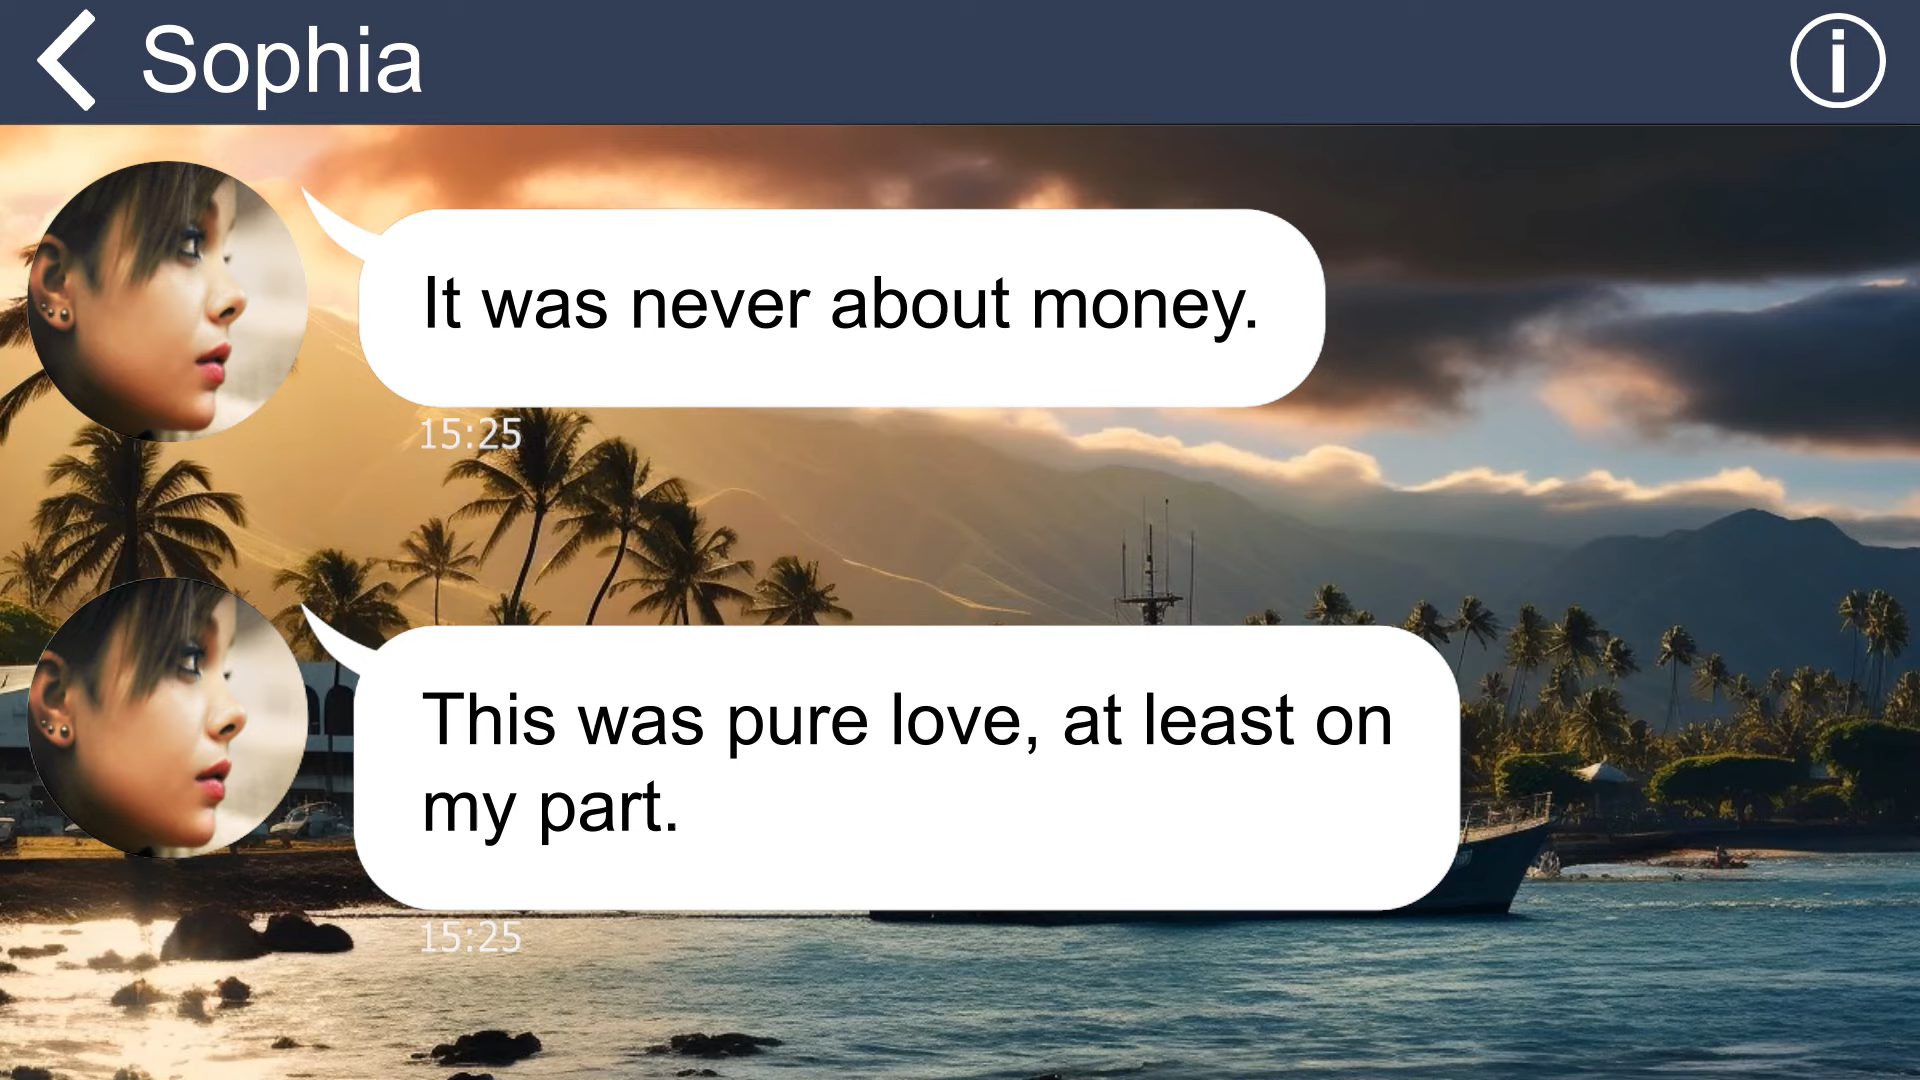 Sophia
It was never about money.
15:25
This was pure love, at least on
my part.
15:25